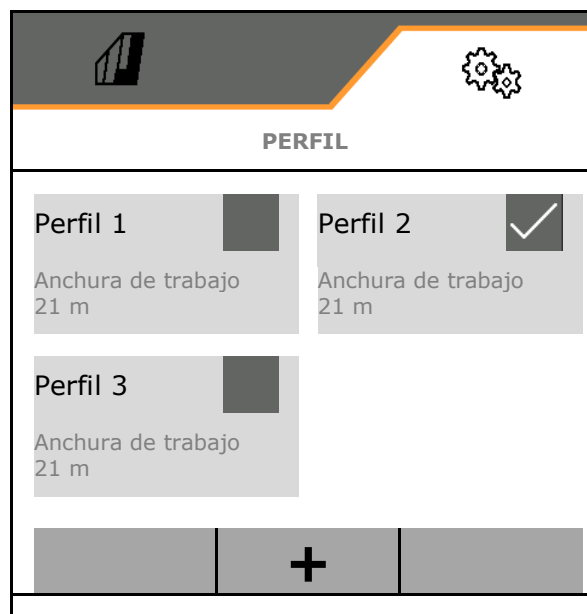 PERFIL
Perfil 1
Anchura de trabajo
21 m
Perfil 2
Anchura de trabajo
21 m
Perfil 3
Anchura de trabajo
21 m
+